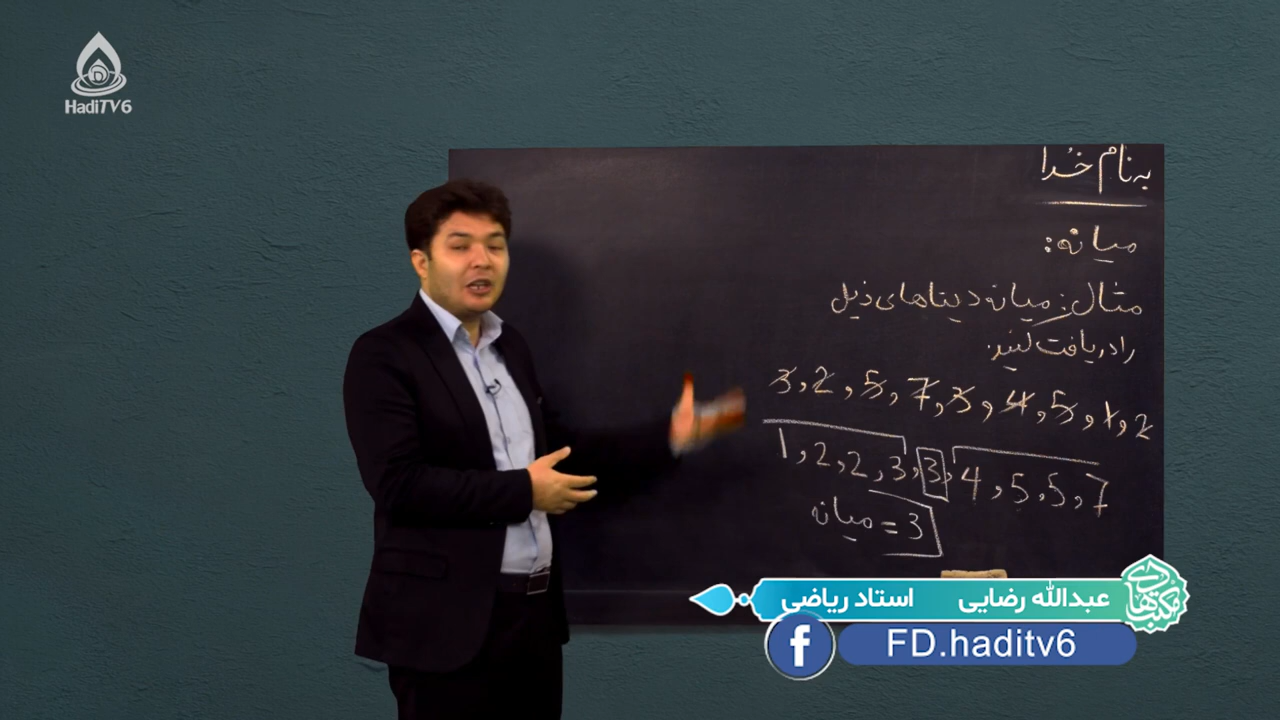 HadiTV6
به نام خدا
میانه:
مثال: میانه دیتاهای ذیل
را دریافت کنید.
3, 2, 5, 7, 3, 4, 5, 1, 2
1, 2, 2, 3, 3, 4, 5, 5, 7
میانه = 3
عبدالله رضایی استاد ریاضی
مکتب هادی
FD.haditv6